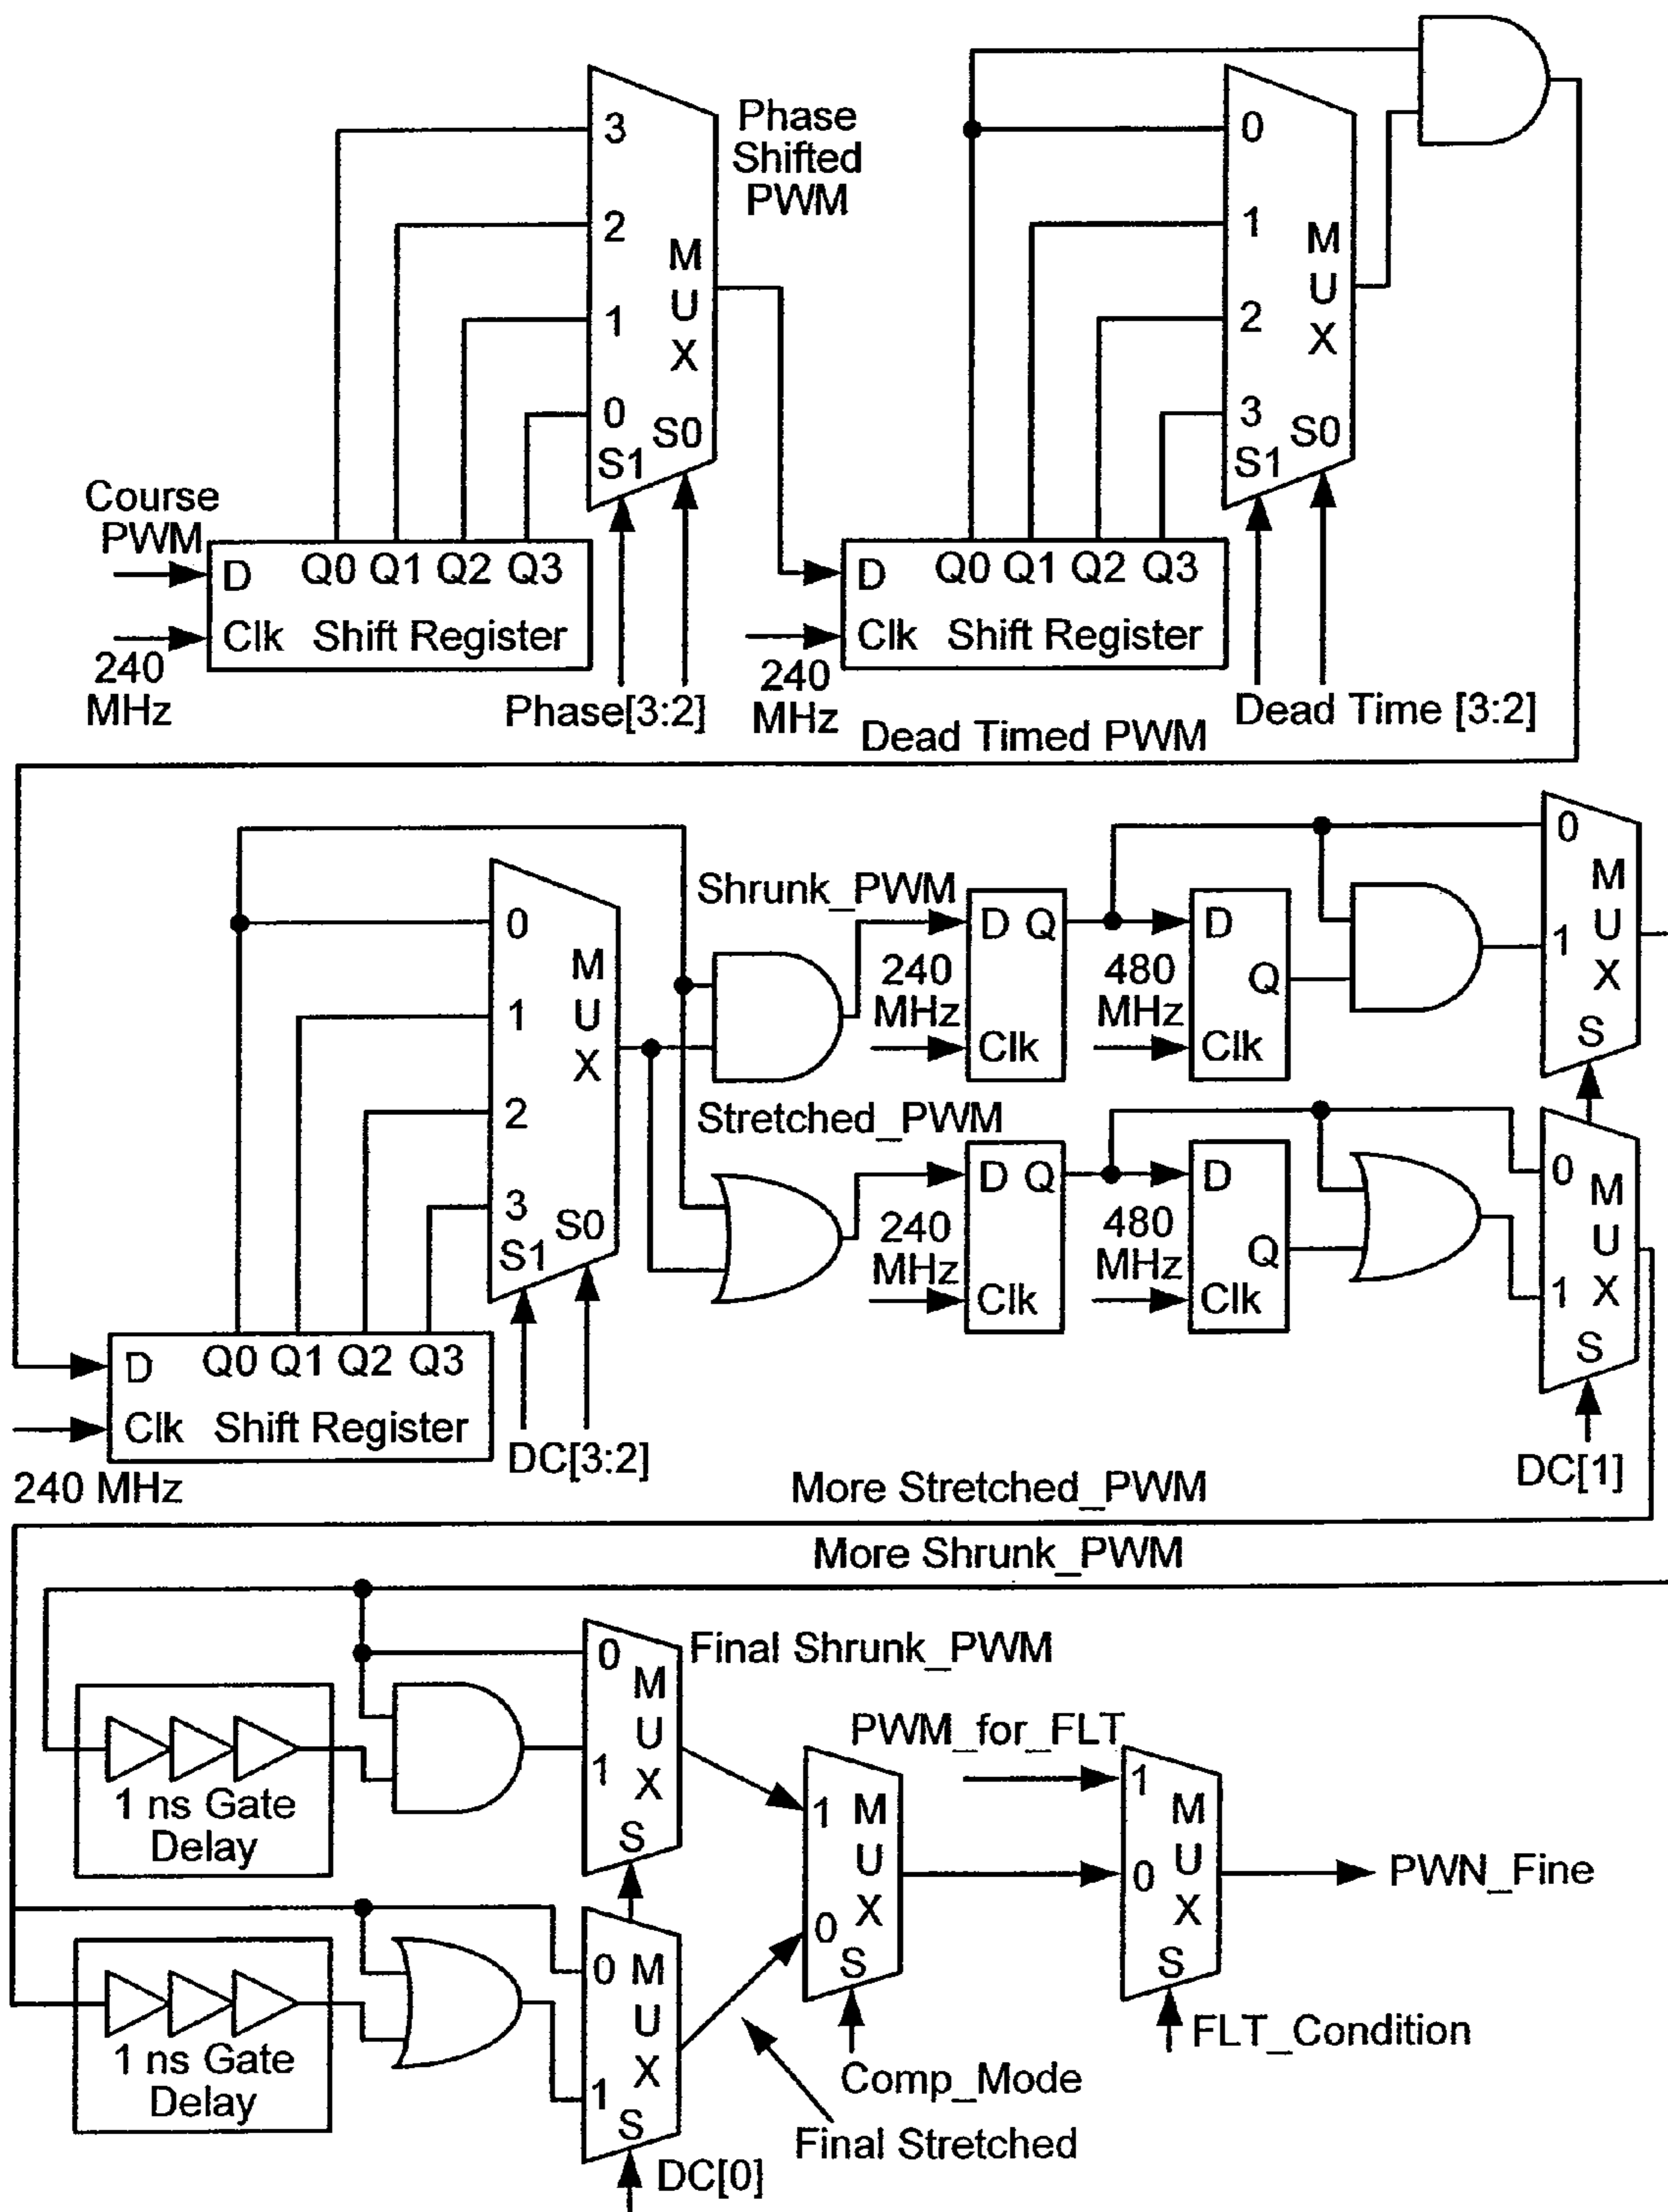 Phase
Shifted
PWM
3
2
1
0
M
U
X
S1
S0
0
1
2
3
M
U
X
S1
S0
Course
PWM
D
Q0 Q1 Q2 Q3
Clk Shift Register
240
MHz
Phase[3:2]
D
Q0 Q1 Q2 Q3
Clk Shift Register
240
MHz
Dead Time [3:2]
Dead Timed PWM
0
1
2
3
M
U
X
S1
S0
Shrunk_PWM
D Q
240
MHz
Clk
D
Q
480
MHz
Clk
0
1
M
U
X
S
Stretched_PWM
D Q
240
MHz
Clk
D
Q
480
MHz
Clk
0
1
M
U
X
S
DC[1]
D
Q0 Q1 Q2 Q3
Clk Shift Register
240 MHz
DC[3:2]
More Stretched_PWM
More Shrunk_PWM
1 ns Gate
Delay
0
1
M
U
X
S
Final Shrunk_PWM
1 ns Gate
Delay
0
1
M
U
X
S
DC[0]
1
0
M
U
X
S
Comp_Mode
Final Stretched
PWM_for_FLT
1
0
M
U
X
S
FLT_Condition
PWN_Fine